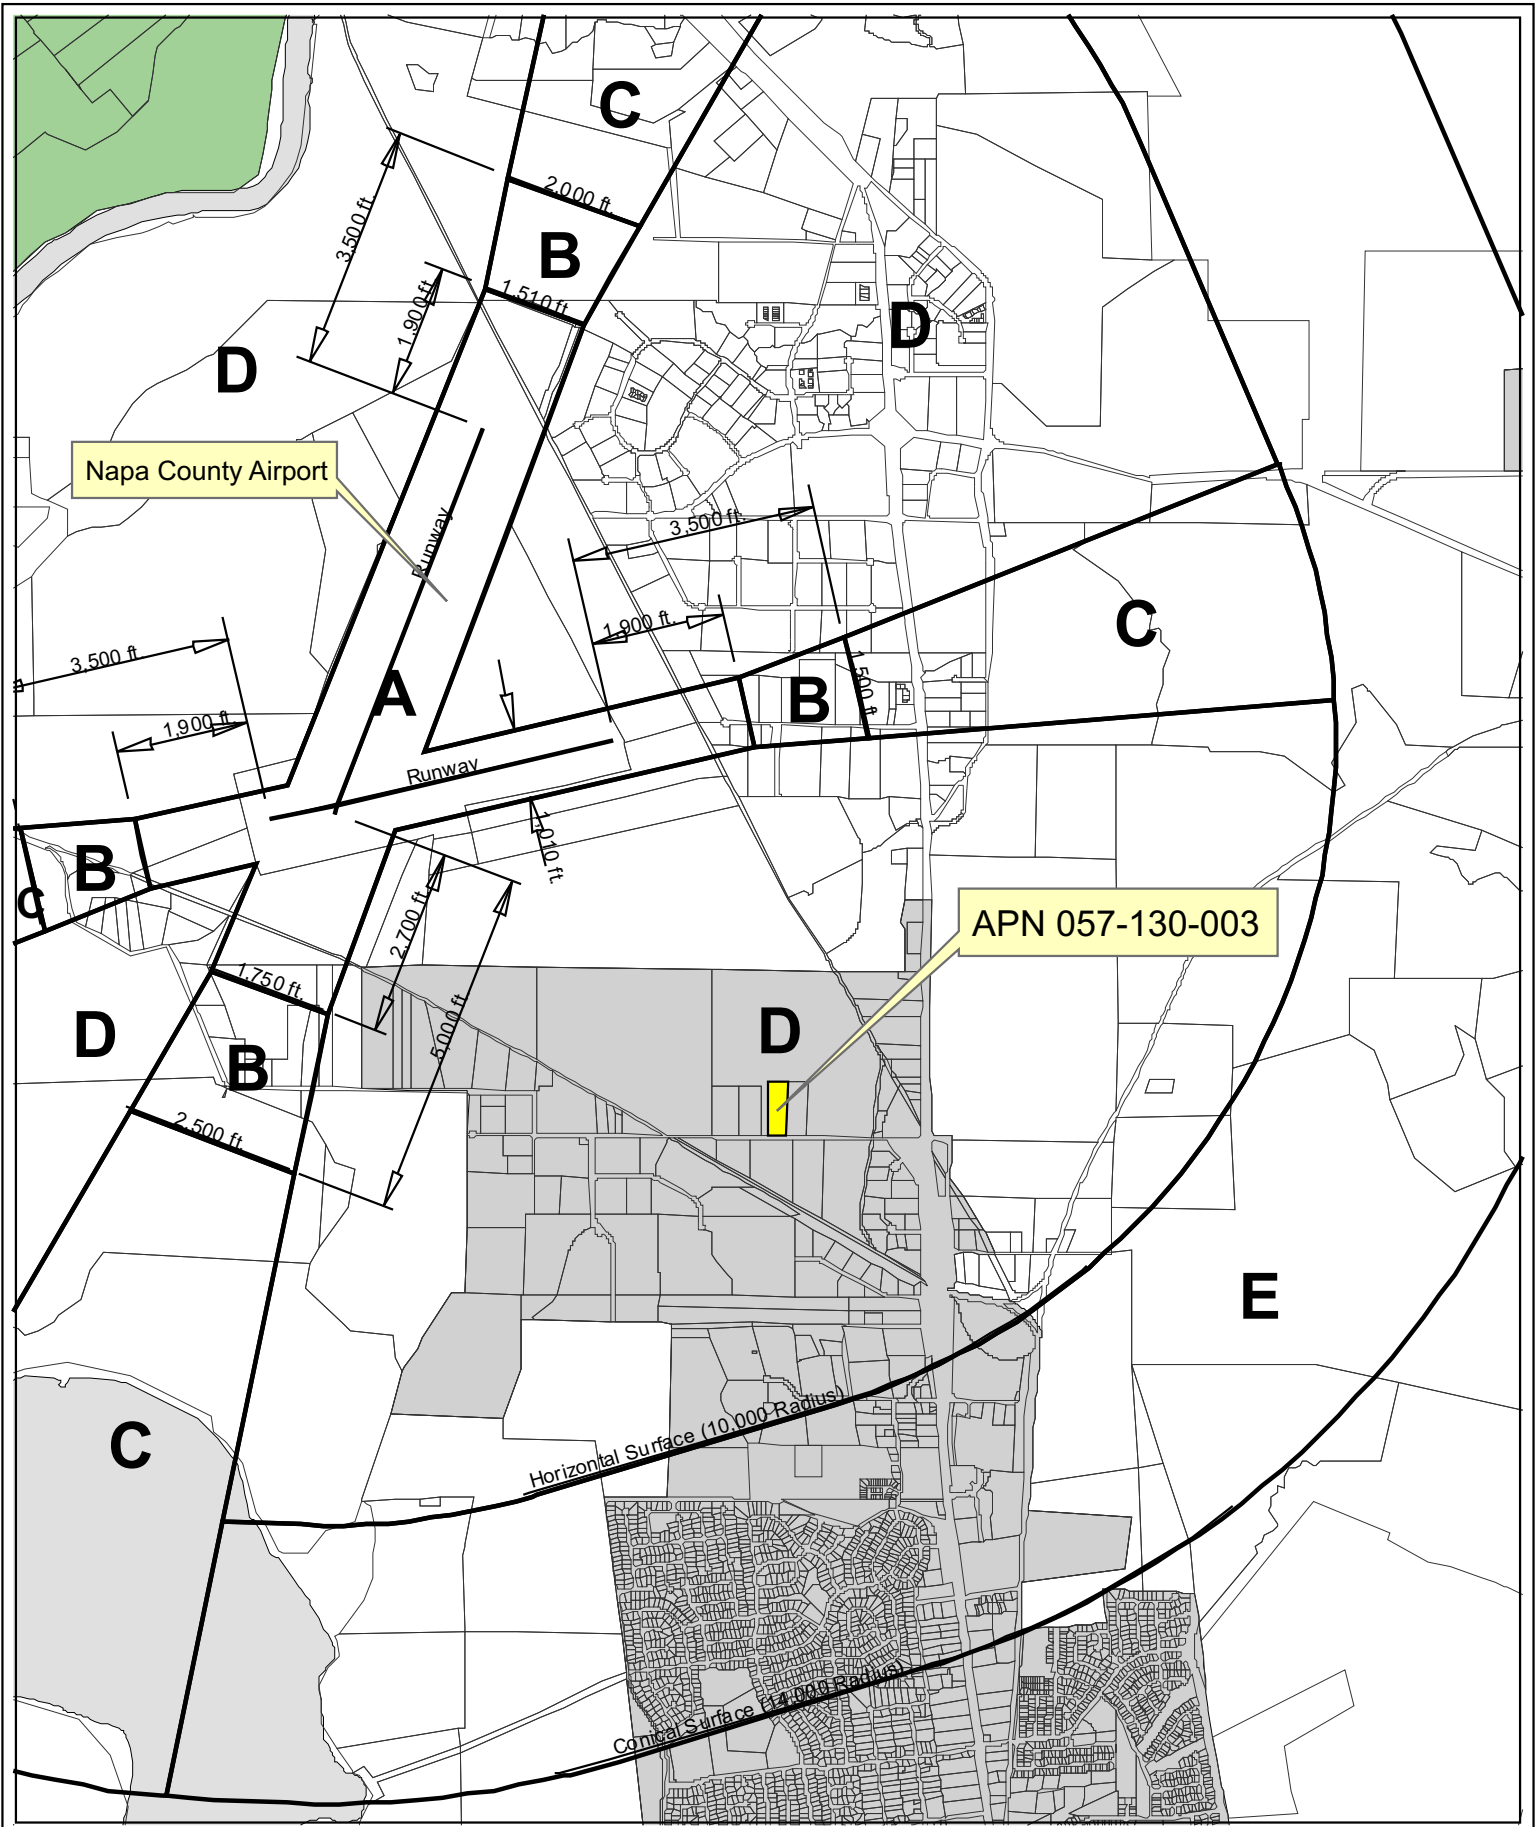 C
2,000 ft.
3,500 ft.
B
1,900 ft.
1,510 ft.
D
D
Napa County Airport
Runway
3,500 ft.
C
1,900 ft.
3,500 ft.
A
B
1,500 ft.
1,900 ft.
Runway
1,010 ft.
B
C
2,700 ft.
APN 057-130-003
1,750 ft.
5,000 ft.
D
D
B
2,500 ft.
E
Horizontal Surface (10,000 Radius)
C
Conical Surface (14,000 Radius)